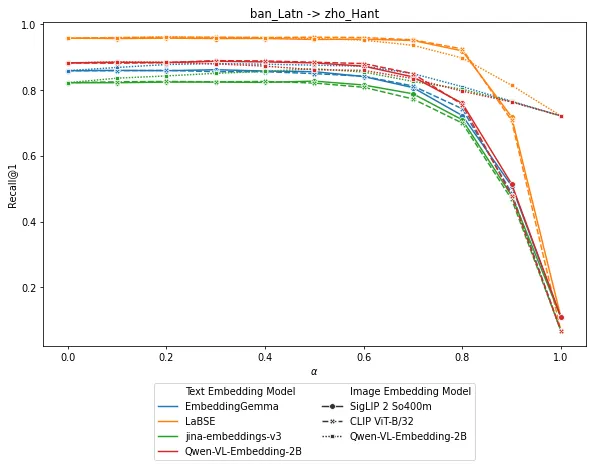 ban_Latn -> zho_Hant
1.0
0.8
0.6
0.4
0.2
Recall@1
0.0 0.2 0.4 0.6 0.8 1.0
α
Text Embedding Model
EmbeddingGemma
LaBSE
jina-embeddings-v3
Qwen-VL-Embedding-2B
Image Embedding Model
SigLIP 2 So400m
CLIP ViT-B/32
Qwen-VL-Embedding-2B